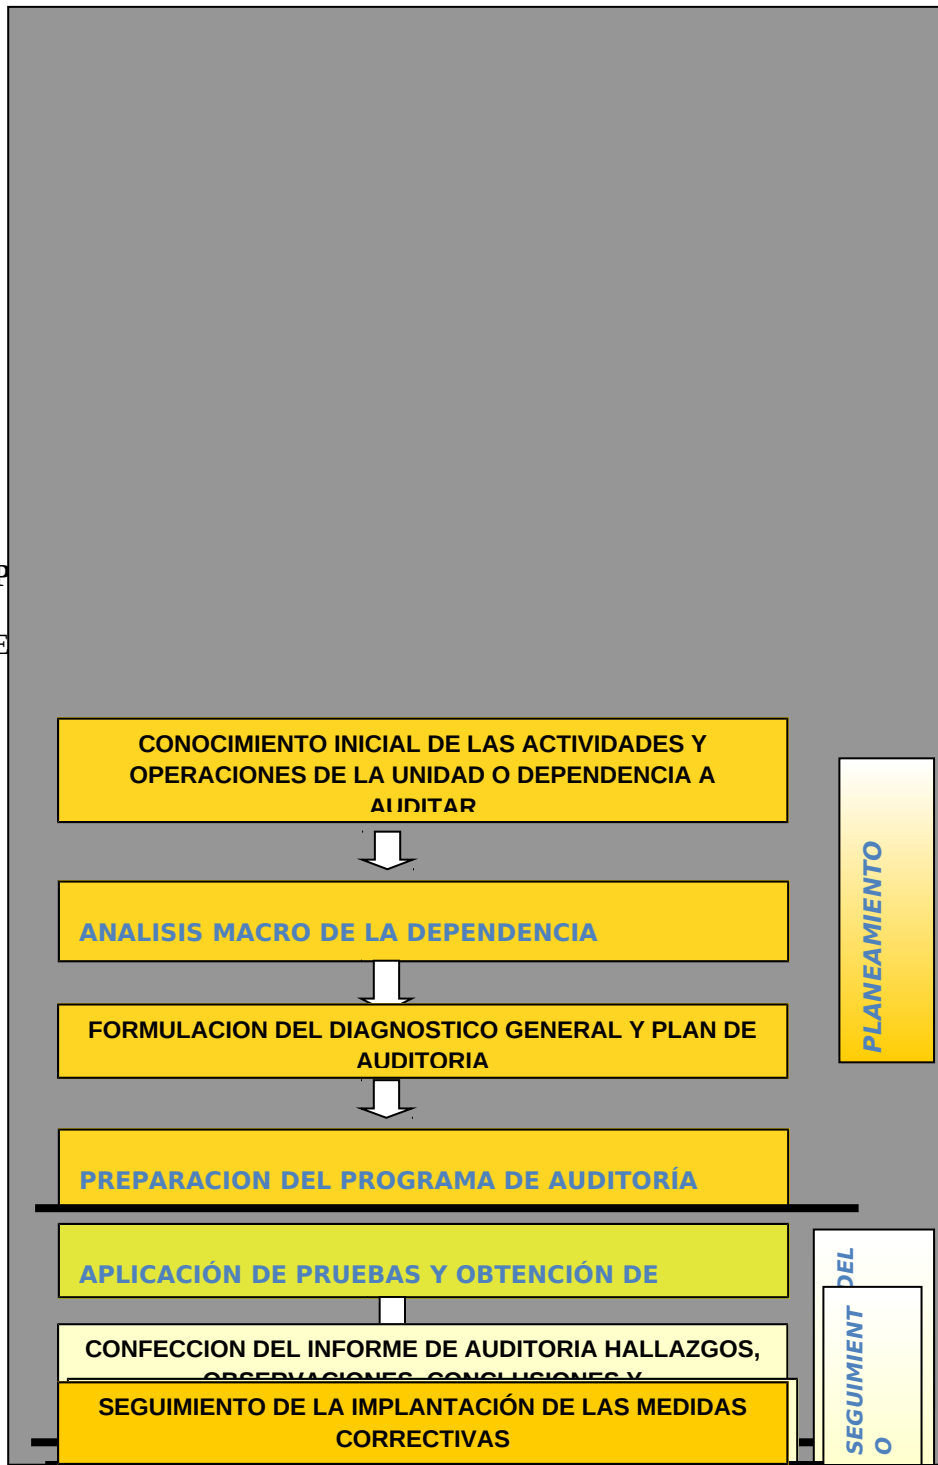 P
E
CONOCIMIENTO INICIAL DE LAS ACTIVIDADES Y
OPERACIONES DE LA UNIDAD O DEPENDENCIA A
AUDITAR
ANALISIS MACRO DE LA DEPENDENCIA
FORMULACION DEL DIAGNOSTICO GENERAL Y PLAN DE
AUDITORIA
PLANEAMIENTO
PREPARACION DEL PROGRAMA DE AUDITORÍA
APLICACIÓN DE PRUEBAS Y OBTENCIÓN DE
DEL
CONFECCION DEL INFORME DE AUDITORIA HALLAZGOS,
OBSERVACIONES, CONCLUSIONES Y
SEGUIMIENTO DE LA IMPLANTACIÓN DE LAS MEDIDAS
CORRECTIVAS
SEGUIMIENT
O